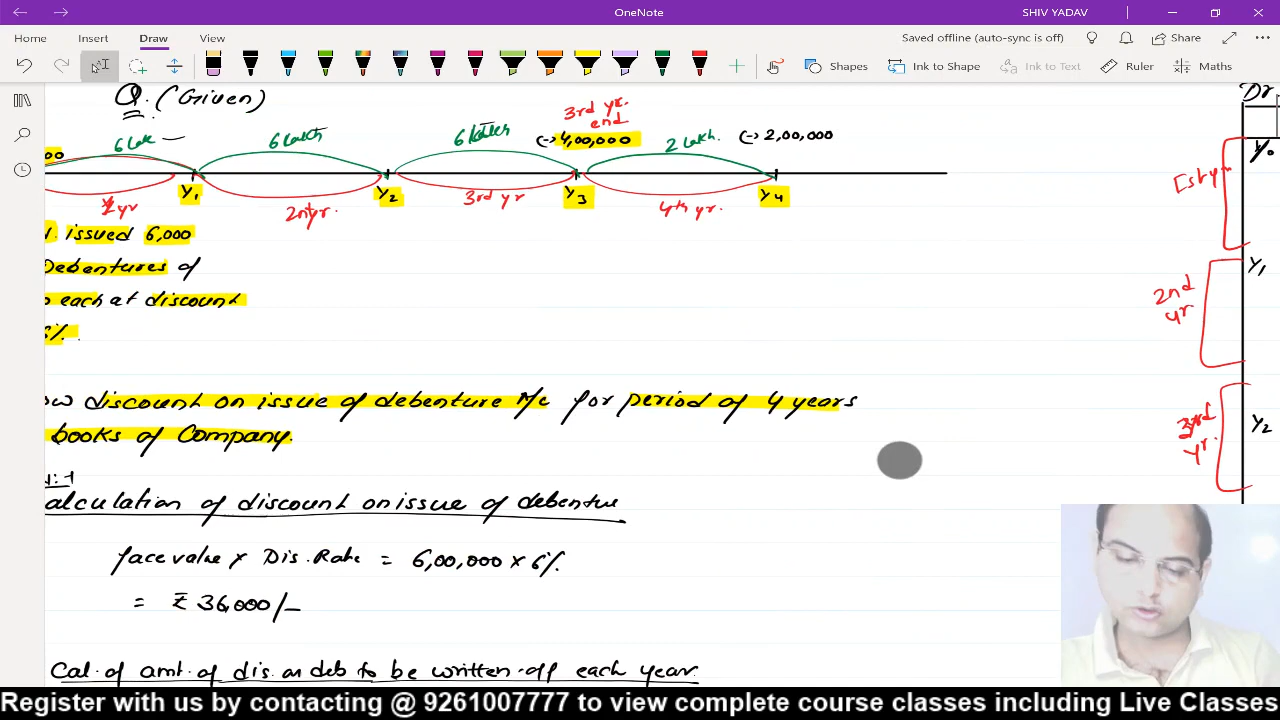 OneNote
SHIV YADAV
Home Insert Draw View Help
Saved offline (auto-sync is off)
Share
Shapes
Ink to Shape
Ink to Text
Ruler
Maths
Q. (Given)
3rd yr. end
6 lakh
6 lakh
(-) 4,00,000
2 lakh
(-) 2,00,000
00
Y1 Y2 Y3 Y4
yr
2nd yr.
3rd yr
4th yr.
issued 6,000
Debentures of
each at discount
6%.
ow discount on issue of debenture A/c for period of 4 years
books of Company.
alculation of discount on issue of debenture
face value x Dis. Rate = 6,00,000 x 6%
= ₹ 36,000/-
Cal. of amt. of dis. on deb to be written-off each year.
Dr
Yo
Ist yr
Y1
2nd yr
Y2
3rd yr.
Register with us by contacting @ 9261007777 to view complete course classes including Live Classes